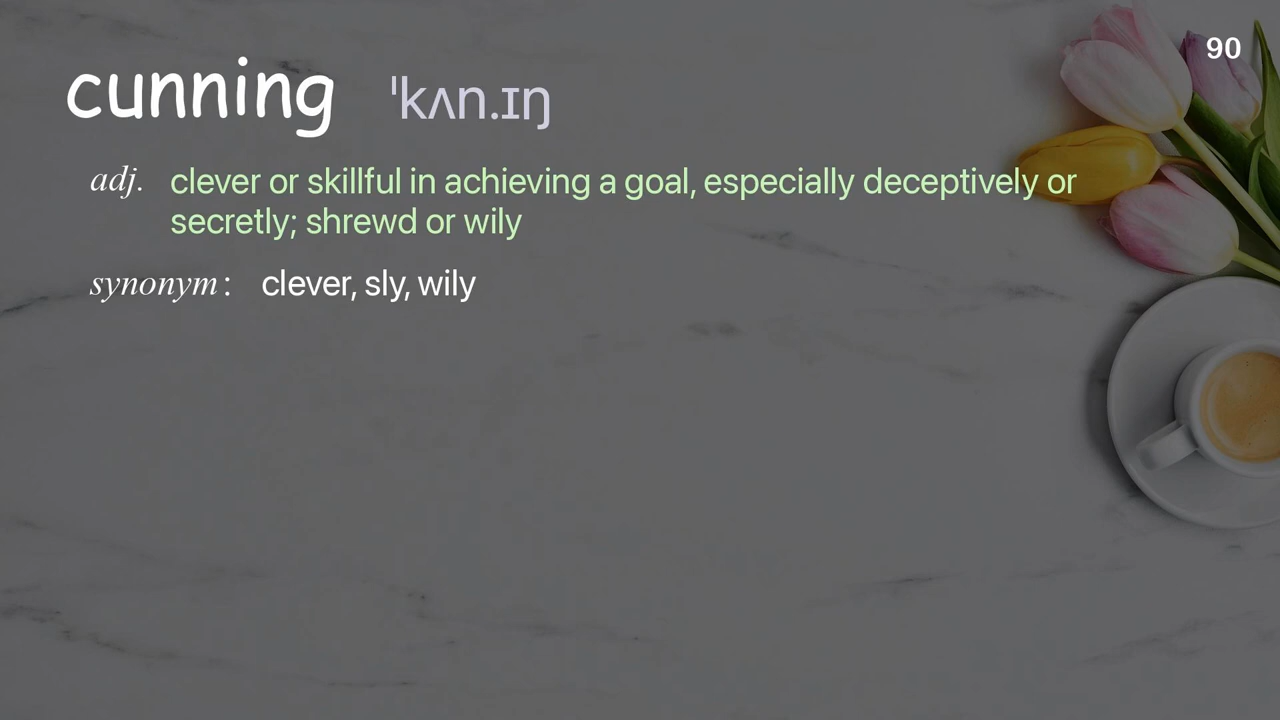 90
cunning ˈkʌn.ɪŋ
adj. clever or skillful in achieving a goal, especially deceptively or
secretly; shrewd or wily
synonym: clever, sly, wily